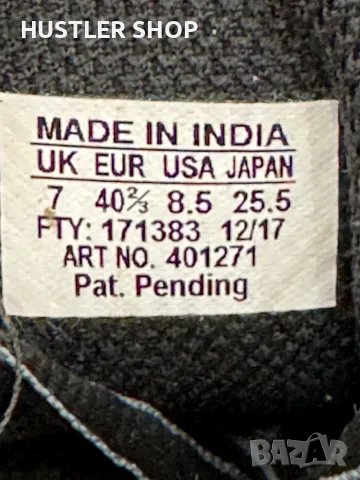 HUSTLER SHOP
MADE IN INDIA
UK EUR USA JAPAN
7 40⅔ 8.5 25.5
FTY: 171383 12/17
ART NO. 401271
Pat. Pending
BAZAR